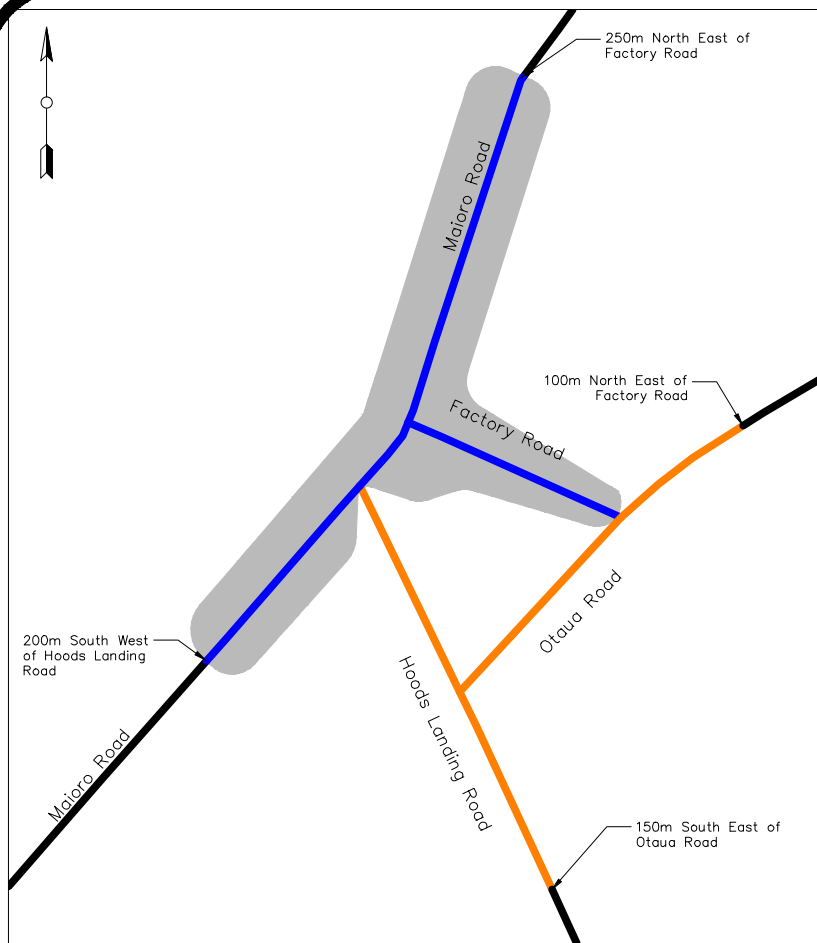 250m North East of
Factory Road
Maioro Road
100m North East of
Factory Road
Factory Road
Otaua Road
200m South West
of Hoods Landing
Road
Hoods Landing Road
Maioro Road
150m South East of
Otaua Road